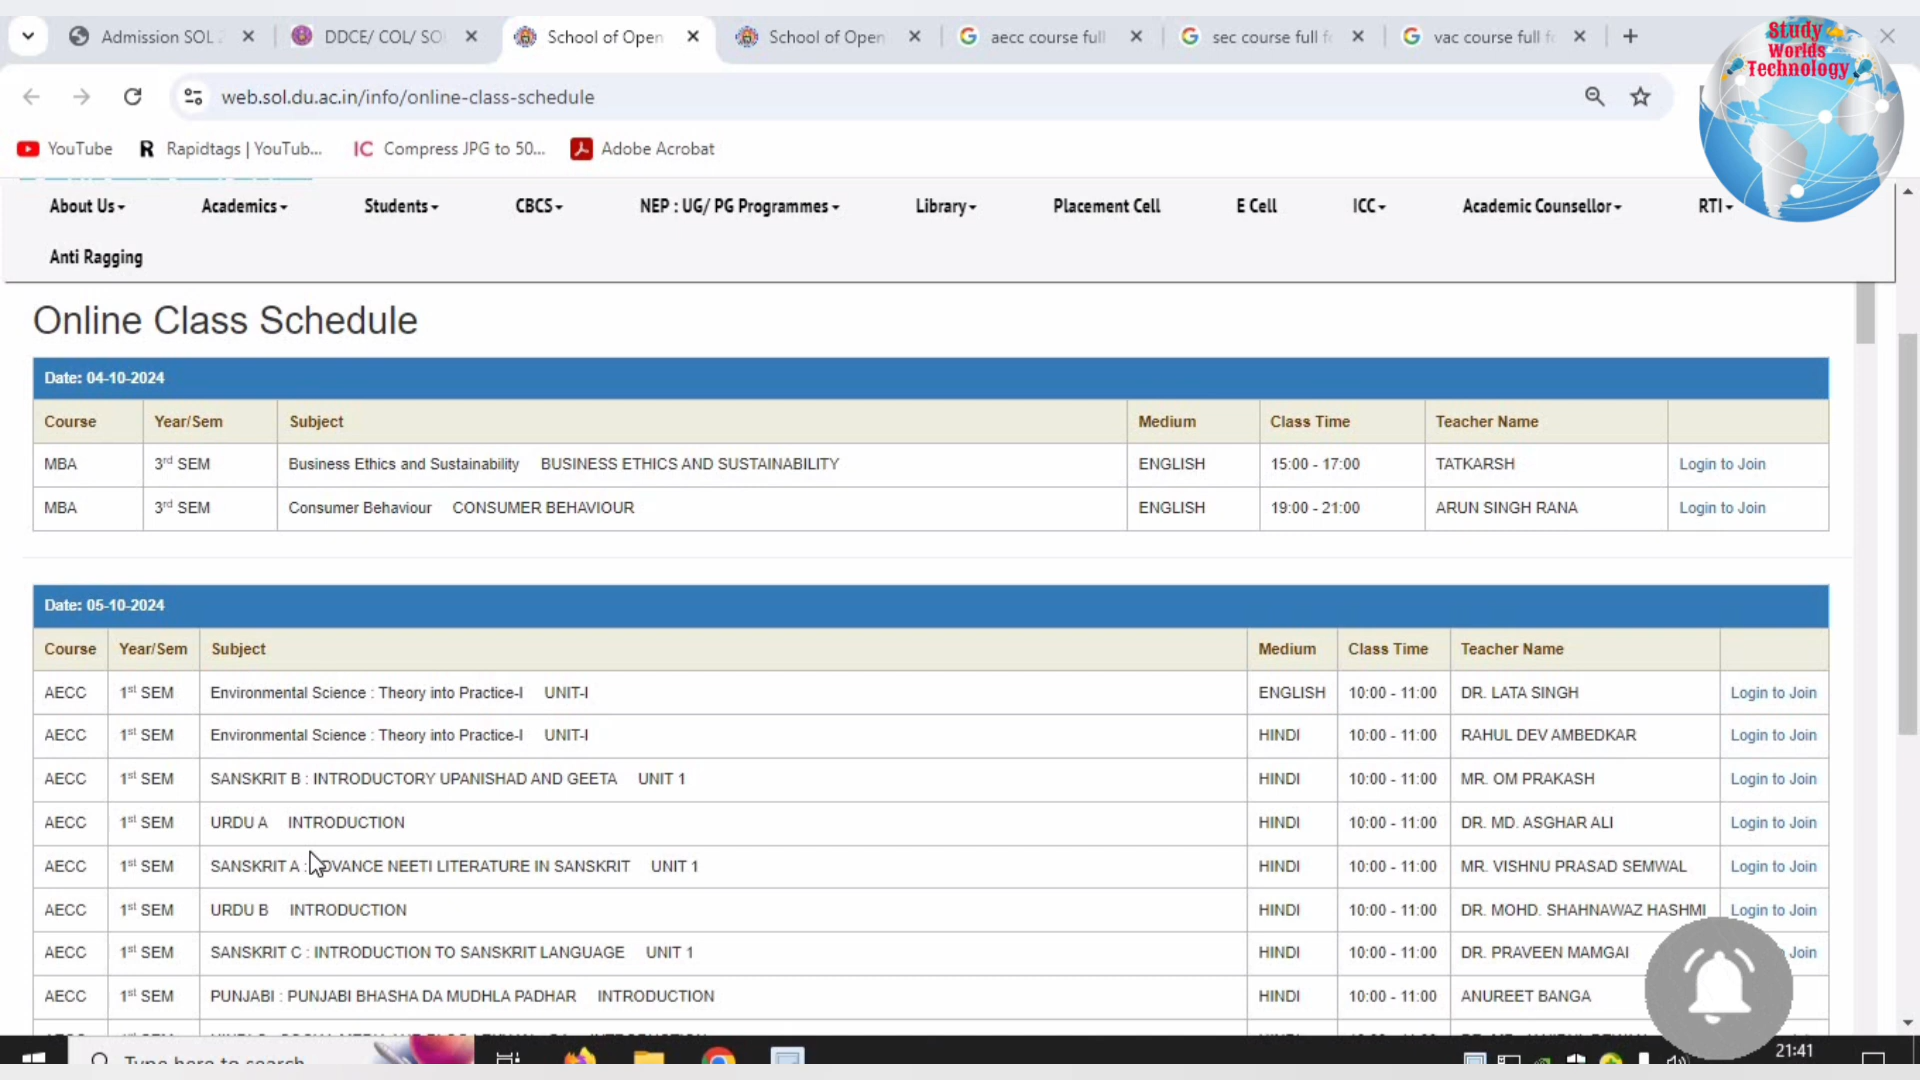 Admission SOL
DDCE/ COL/ SO
School of Open
School of Open
aecc course full
sec course full f
vac course full f
Study
Worlds
Technology
web.sol.du.ac.in/info/online-class-schedule
YouTube
Rapidtags | YouTub...
IC Compress JPG to 50...
Adobe Acrobat
About Us
Academics
Students
CBCS
NEP : UG/ PG Programmes
Library
Placement Cell
E Cell
ICC
Academic Counsellor
RTI
Anti Ragging
Online Class Schedule
Date: 04-10-2024
Course Year/Sem Subject Medium Class Time Teacher Name
MBA 3rd SEM Business Ethics and Sustainability BUSINESS ETHICS AND SUSTAINABILITY ENGLISH 15:00 - 17:00 TATKARSH Login to Join
MBA 3rd SEM Consumer Behaviour CONSUMER BEHAVIOUR ENGLISH 19:00 - 21:00 ARUN SINGH RANA Login to Join
Date: 05-10-2024
Course Year/Sem Subject Medium Class Time Teacher Name
AECC 1st SEM Environmental Science : Theory into Practice-I UNIT-I ENGLISH 10:00 - 11:00 DR. LATA SINGH Login to Join
AECC 1st SEM Environmental Science : Theory into Practice-I UNIT-I HINDI 10:00 - 11:00 RAHUL DEV AMBEDKAR Login to Join
AECC 1st SEM SANSKRIT B : INTRODUCTORY UPANISHAD AND GEETA UNIT 1 HINDI 10:00 - 11:00 MR. OM PRAKASH Login to Join
AECC 1st SEM URDU A INTRODUCTION HINDI 10:00 - 11:00 DR. MD. ASGHAR ALI Login to Join
AECC 1st SEM SANSKRIT A : ADVANCE NEETI LITERATURE IN SANSKRIT UNIT 1 HINDI 10:00 - 11:00 MR. VISHNU PRASAD SEMWAL Login to Join
AECC 1st SEM URDU B INTRODUCTION HINDI 10:00 - 11:00 DR. MOHD. SHAHNAWAZ HASHMI Login to Join
AECC 1st SEM SANSKRIT C : INTRODUCTION TO SANSKRIT LANGUAGE UNIT 1 HINDI 10:00 - 11:00 DR. PRAVEEN MAMGAI Join
AECC 1st SEM PUNJABI : PUNJABI BHASHA DA MUDHLA PADHAR INTRODUCTION HINDI 10:00 - 11:00 ANUREET BANGA
Type here to search
21:41